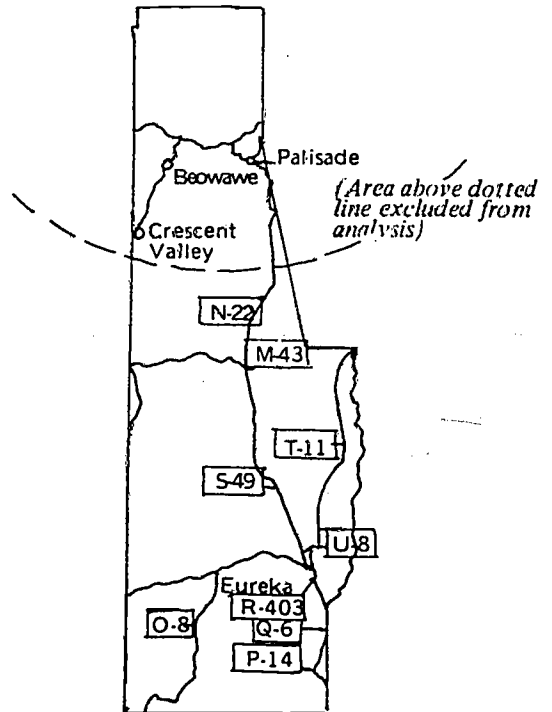 Palisade
Beowawe
(Area above dotted
line excluded from
analysis)
Crescent
Valley
N-22
M-43
T-11
S-49
U-8
Eureka
R-403
O-8
Q-6
P-14